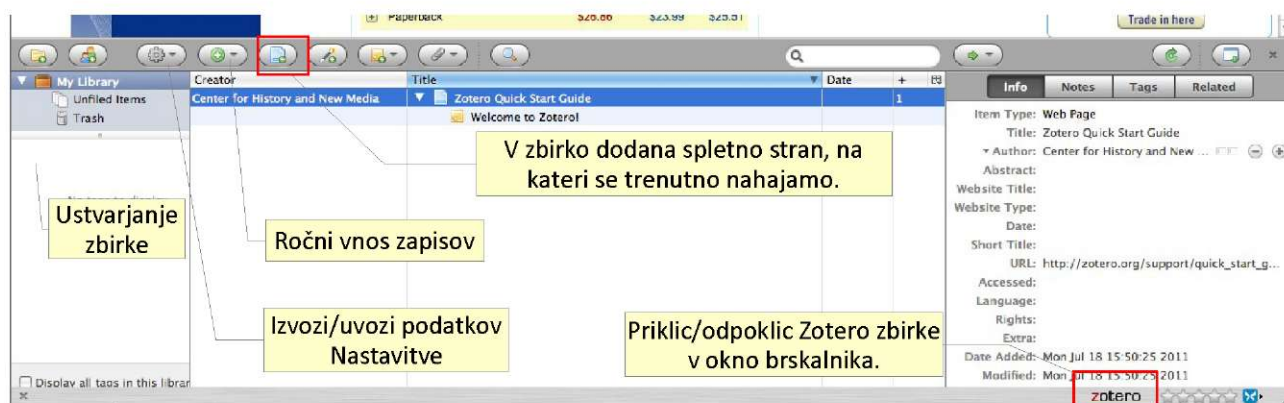 Paperback $26.86 $23.99 $25.51
Trade in here
My Library
Unfiled Items
Trash
Creator Title Date +
Center for History and New Media Zotero Quick Start Guide 1
Welcome to Zotero!
V zbirko dodana spletno stran, na
kateri se trenutno nahajamo.
Ustvarjanje
zbirke
Ročni vnos zapisov
Izvozi/uvozi podatkov
Nastavitve
Priklic/odpoklic Zotero zbirke
v okno brskalnika.
Display all tags in this librar
Info Notes Tags Related
Item Type: Web Page
Title: Zotero Quick Start Guide
Author: Center for History and New ...
Abstract:
Website Title:
Website Type:
Date:
Short Title:
URL: http://zotero.org/support/quick_start_g...
Accessed:
Language:
Rights:
Extra:
Date Added: Mon Jul 18 15:50:25 2011
Modified: Mon Jul 18 15:50:25 2011
zotero